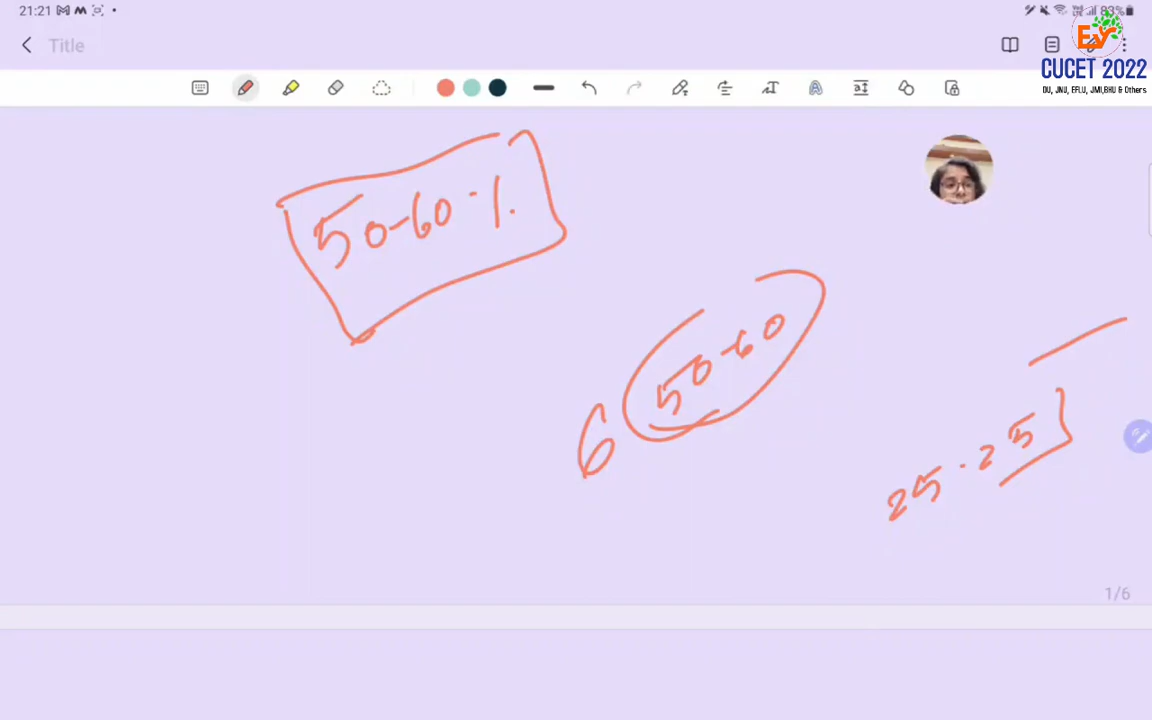 21:21
83%
Title
CUCET 2022
DU, JNU, EFLU, JMI,BHU & Others
50-60%
6 50-60
25.25
1/6